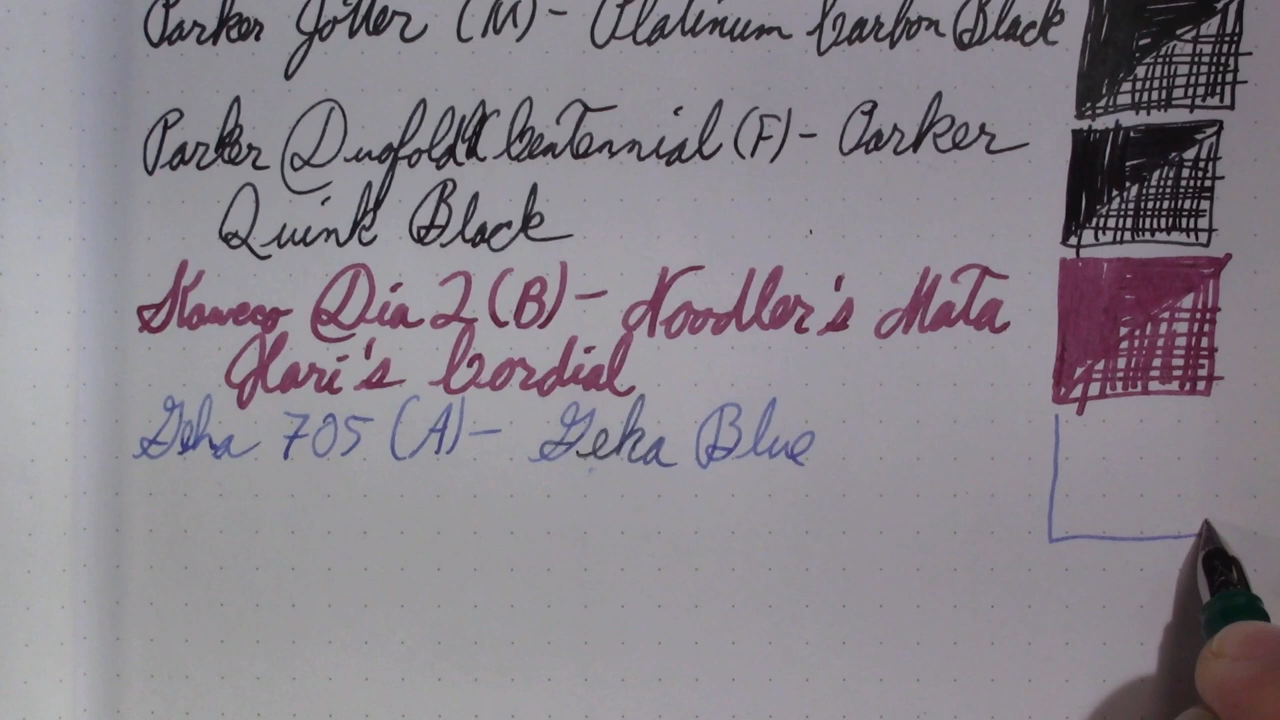 Parker Jotter (M) - Platinum Carbon Black
Parker Duofold Centennial (F) - Parker
Quink Black
Kaweco Dia 2 (B) - Noodler's Mata
Hari's Cordial
Geha 705 (A) - Geha Blue